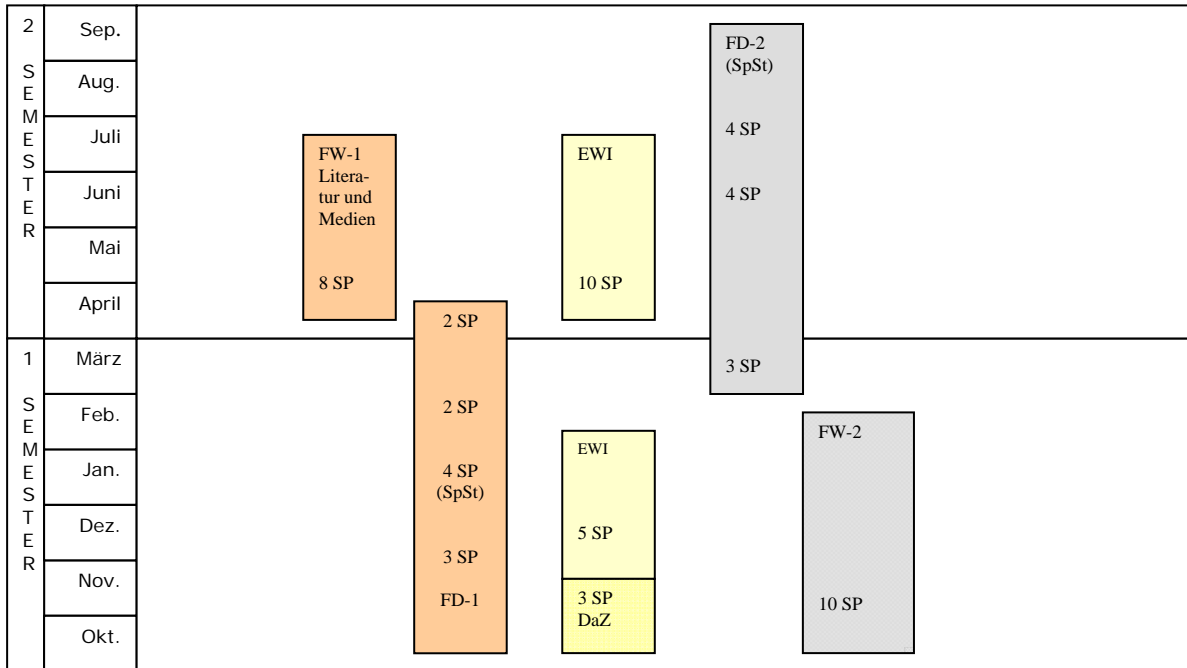 2
SEMESTER
Sep.
Aug.
Juli
Juni
Mai
April
FW-1
Litera-
tur und
Medien
8 SP
EWI
10 SP
FD-2
(SpSt)
4 SP
4 SP
3 SP
1
SEMESTER
März
Feb.
Jan.
Dez.
Nov.
Okt.
2 SP
2 SP
4 SP
(SpSt)
3 SP
FD-1
EWI
5 SP
3 SP
DaZ
FW-2
10 SP